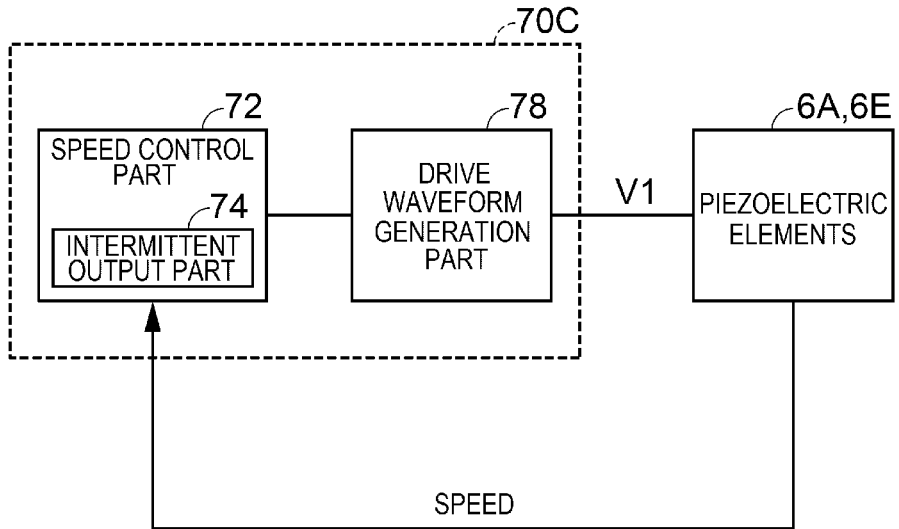 70C
72
78
6A,6E
SPEED CONTROL
PART
74
INTERMITTENT
OUTPUT PART
DRIVE
WAVEFORM
GENERATION
PART
V1
PIEZOELECTRIC
ELEMENTS
SPEED